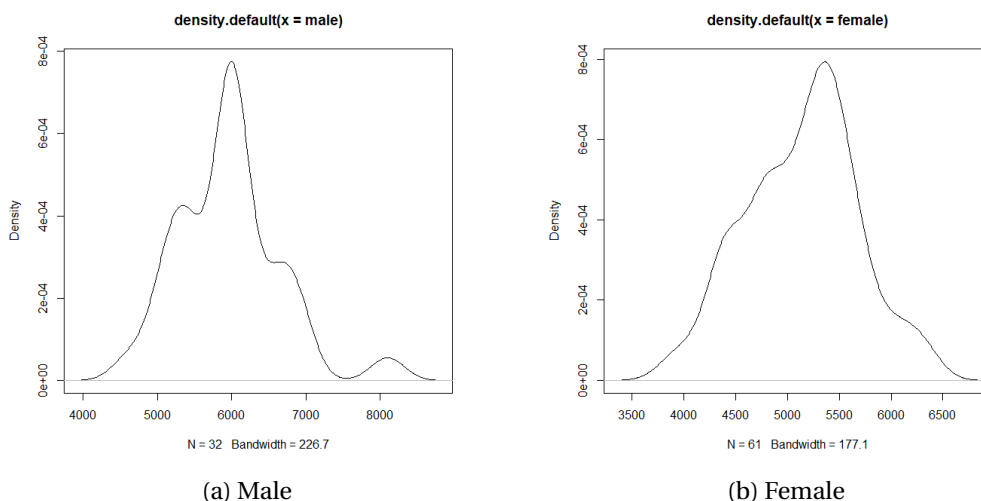 density.default(x = male)
Density
0e+00 2e-04 4e-04 6e-04 8e-04
4000 5000 6000 7000 8000
N = 32 Bandwidth = 226.7
(a) Male
density.default(x = female)
Density
0e+00 2e-04 4e-04 6e-04 8e-04
3500 4000 4500 5000 5500 6000 6500
N = 61 Bandwidth = 177.1
(b) Female